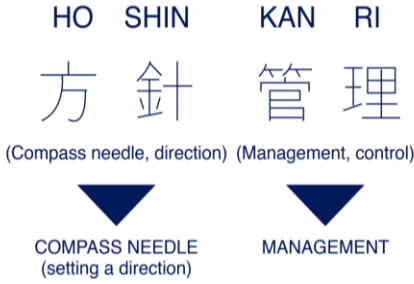 HO SHIN KAN RI
方針 管理
(Compass needle, direction) (Management, control)
COMPASS NEEDLE MANAGEMENT
(setting a direction)